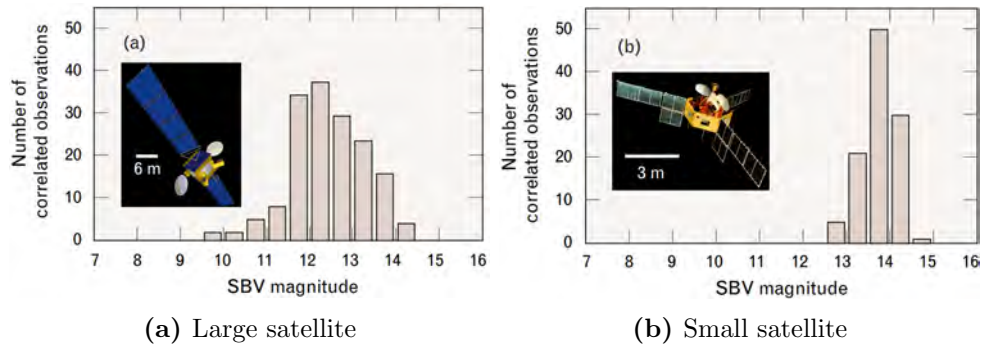 50
40
30
20
10
0
Number of
correlated observations
(a)
6 m
7 8 9 10 11 12 13 14 15 16
SBV magnitude
(a) Large satellite
50
40
30
20
10
0
Number of
correlated observations
(b)
3 m
7 8 9 10 11 12 13 14 15 16
SBV magnitude
(b) Small satellite